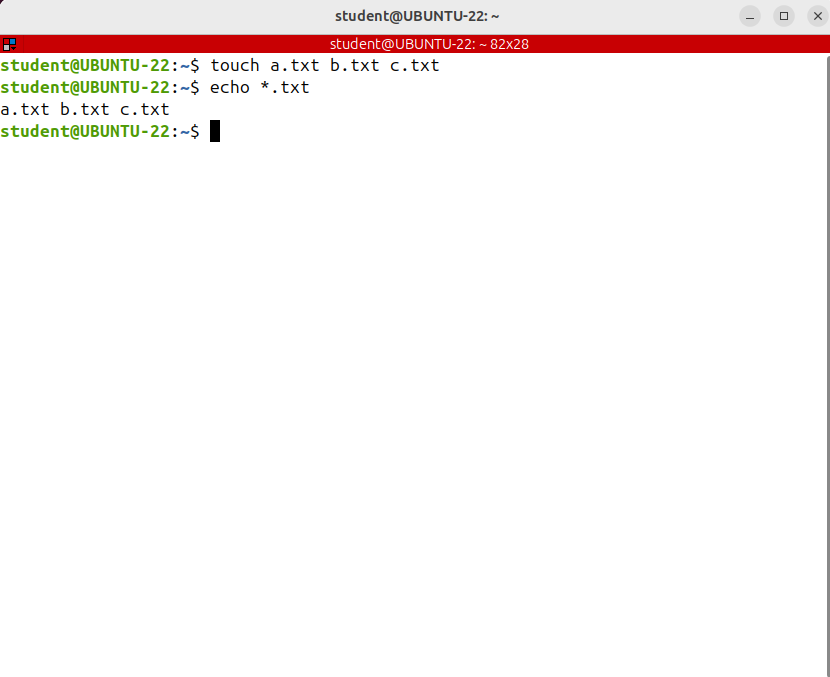 student@UBUNTU-22: ~
student@UBUNTU-22: ~ 82x28
student@UBUNTU-22:~$ touch a.txt b.txt c.txt
student@UBUNTU-22:~$ echo *.txt
a.txt b.txt c.txt
student@UBUNTU-22:~$